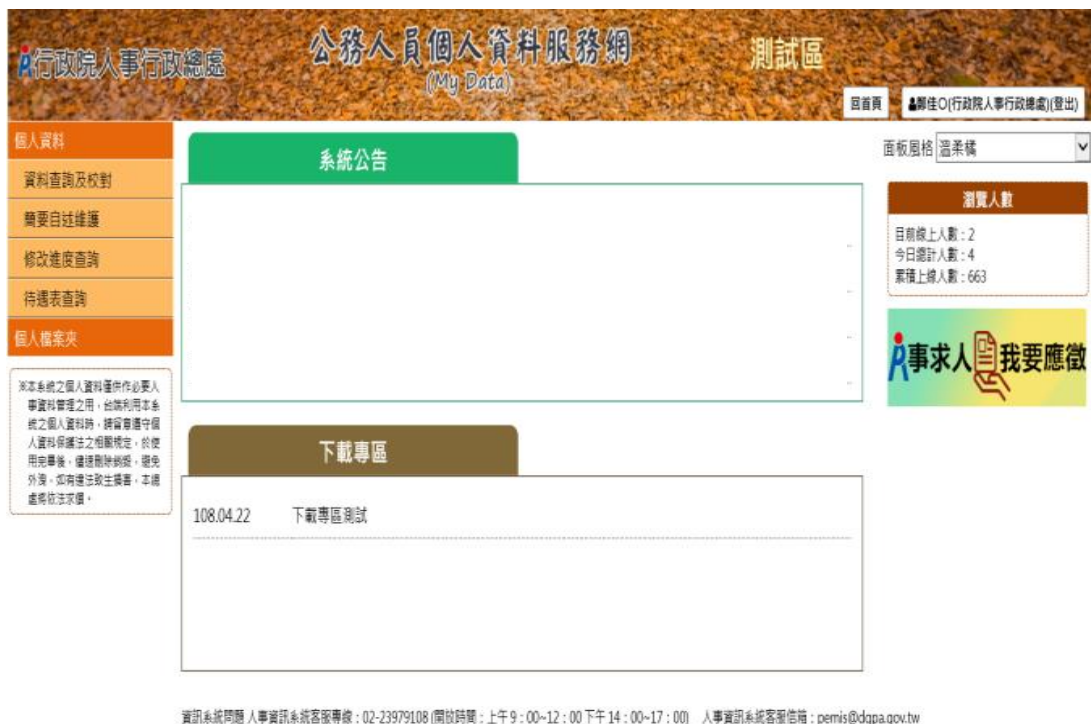 行政院人事行政總處
公務人員個人資料服務網
(My Data)
測試區
回首頁
鄭佳O(行政院人事行政總處)(登出)
個人資料
資料查詢及校對
簡要自述維護
修改進度查詢
待遇表查詢
個人檔案夾
※本系統之個人資料僅供作必要人
事資料管理之用，台端利用本系
統之個人資料時，請留意遵守個
人資料保護法之相關規定，於使
用完畢後，儘速刪除銷毀，避免
外洩，如有違法致生損害，本總
處將依法求償。
系統公告
下載專區
108.04.22 下載專區測試
面板風格 溫柔橘
瀏覽人數
目前線上人數：2
今日總計人數：4
累積上線人數：663
事求人 我要應徵
資訊系統問題 人事資訊系統客服專線：02-23979108 (開放時間：上午 9：00~12：00 下午 14：00~17：00) 人事資訊系統客服信箱：pemis@dgpa.gov.tw